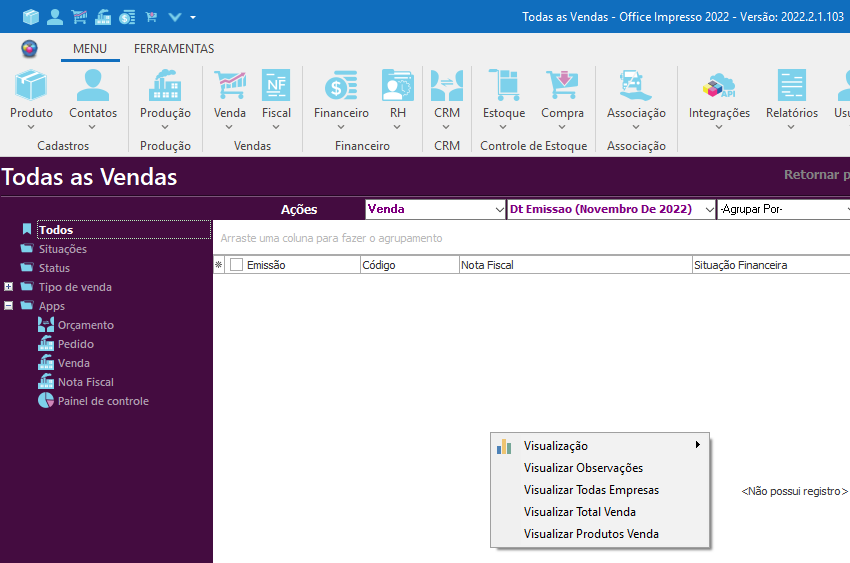 Todas as Vendas - Office Impresso 2022 - Versão: 2022.2.1.103
MENU FERRAMENTAS
Produto Contatos Produção Venda Fiscal Financeiro RH CRM Estoque Compra Associação Integrações Relatórios
Cadastros Produção Vendas Financeiro CRM Controle de Estoque Associação
Todas as Vendas Retornar p
Ações Venda Dt Emissao (Novembro De 2022) -Agrupar Por-
Todos
Arraste uma coluna para fazer o agrupamento
Situações
Emissão Código Nota Fiscal Situação Financeira
Status
Tipo de venda
Apps
Orçamento
Pedido
Venda
Nota Fiscal
Painel de controle
Visualização
Visualizar Observações
Visualizar Todas Empresas
<Não possui registro>
Visualizar Total Venda
Visualizar Produtos Venda